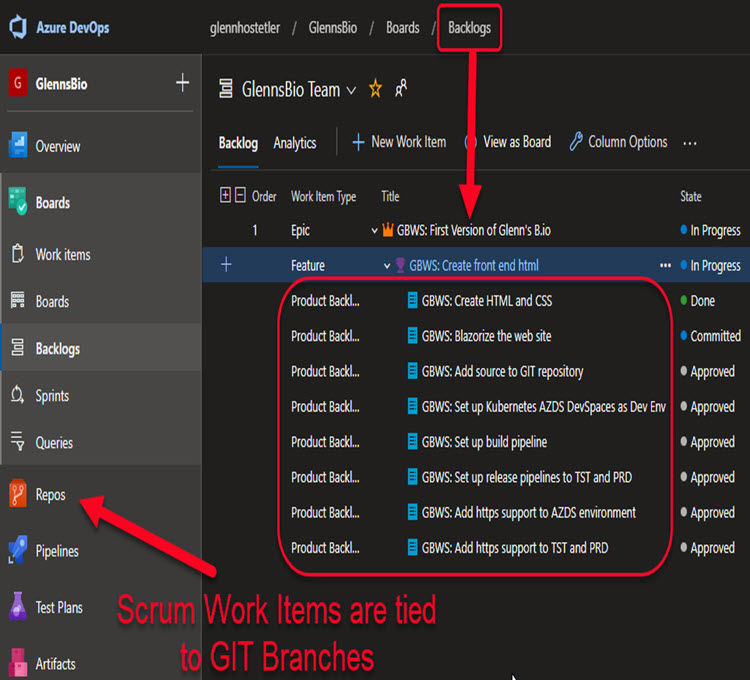 Azure DevOps
glennhostetler / GlennsBio / Boards / Backlogs
G GlennsBio
GlennsBio Team
Overview
Boards
Work items
Boards
Backlogs
Sprints
Queries
Repos
Pipelines
Test Plans
Artifacts
Backlog Analytics New Work Item View as Board Column Options
Order Work Item Type Title State
1 Epic GBWS: First Version of Glenn's B.io In Progress
Feature GBWS: Create front end html In Progress
Product Backl... GBWS: Create HTML and CSS Done
Product Backl... GBWS: Blazorize the web site Committed
Product Backl... GBWS: Add source to GIT repository Approved
Product Backl... GBWS: Set up Kubernetes AZDS DevSpaces as Dev Env Approved
Product Backl... GBWS: Set up build pipeline Approved
Product Backl... GBWS: Set up release pipelines to TST and PRD Approved
Product Backl... GBWS: Add https support to AZDS environment Approved
Product Backl... GBWS: Add https support to TST and PRD Approved
Scrum Work Items are tied
to GIT Branches